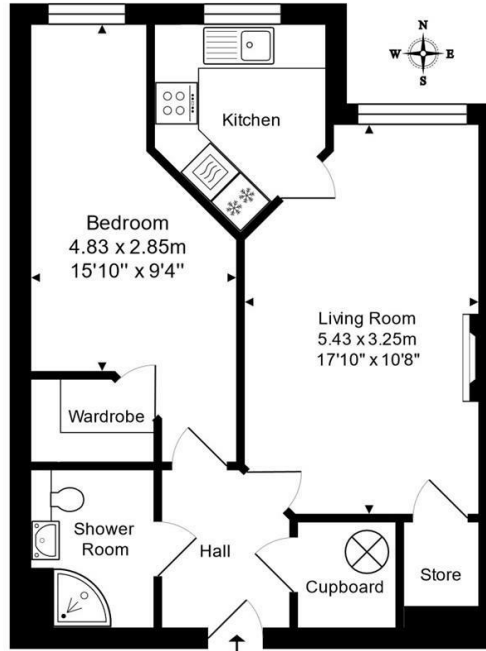 N
W E
S
Kitchen
Bedroom
4.83 x 2.85m
15'10" x 9'4"
Living Room
5.43 x 3.25m
17'10" x 10'8"
Wardrobe
Shower
Room
Hall
Cupboard
Store